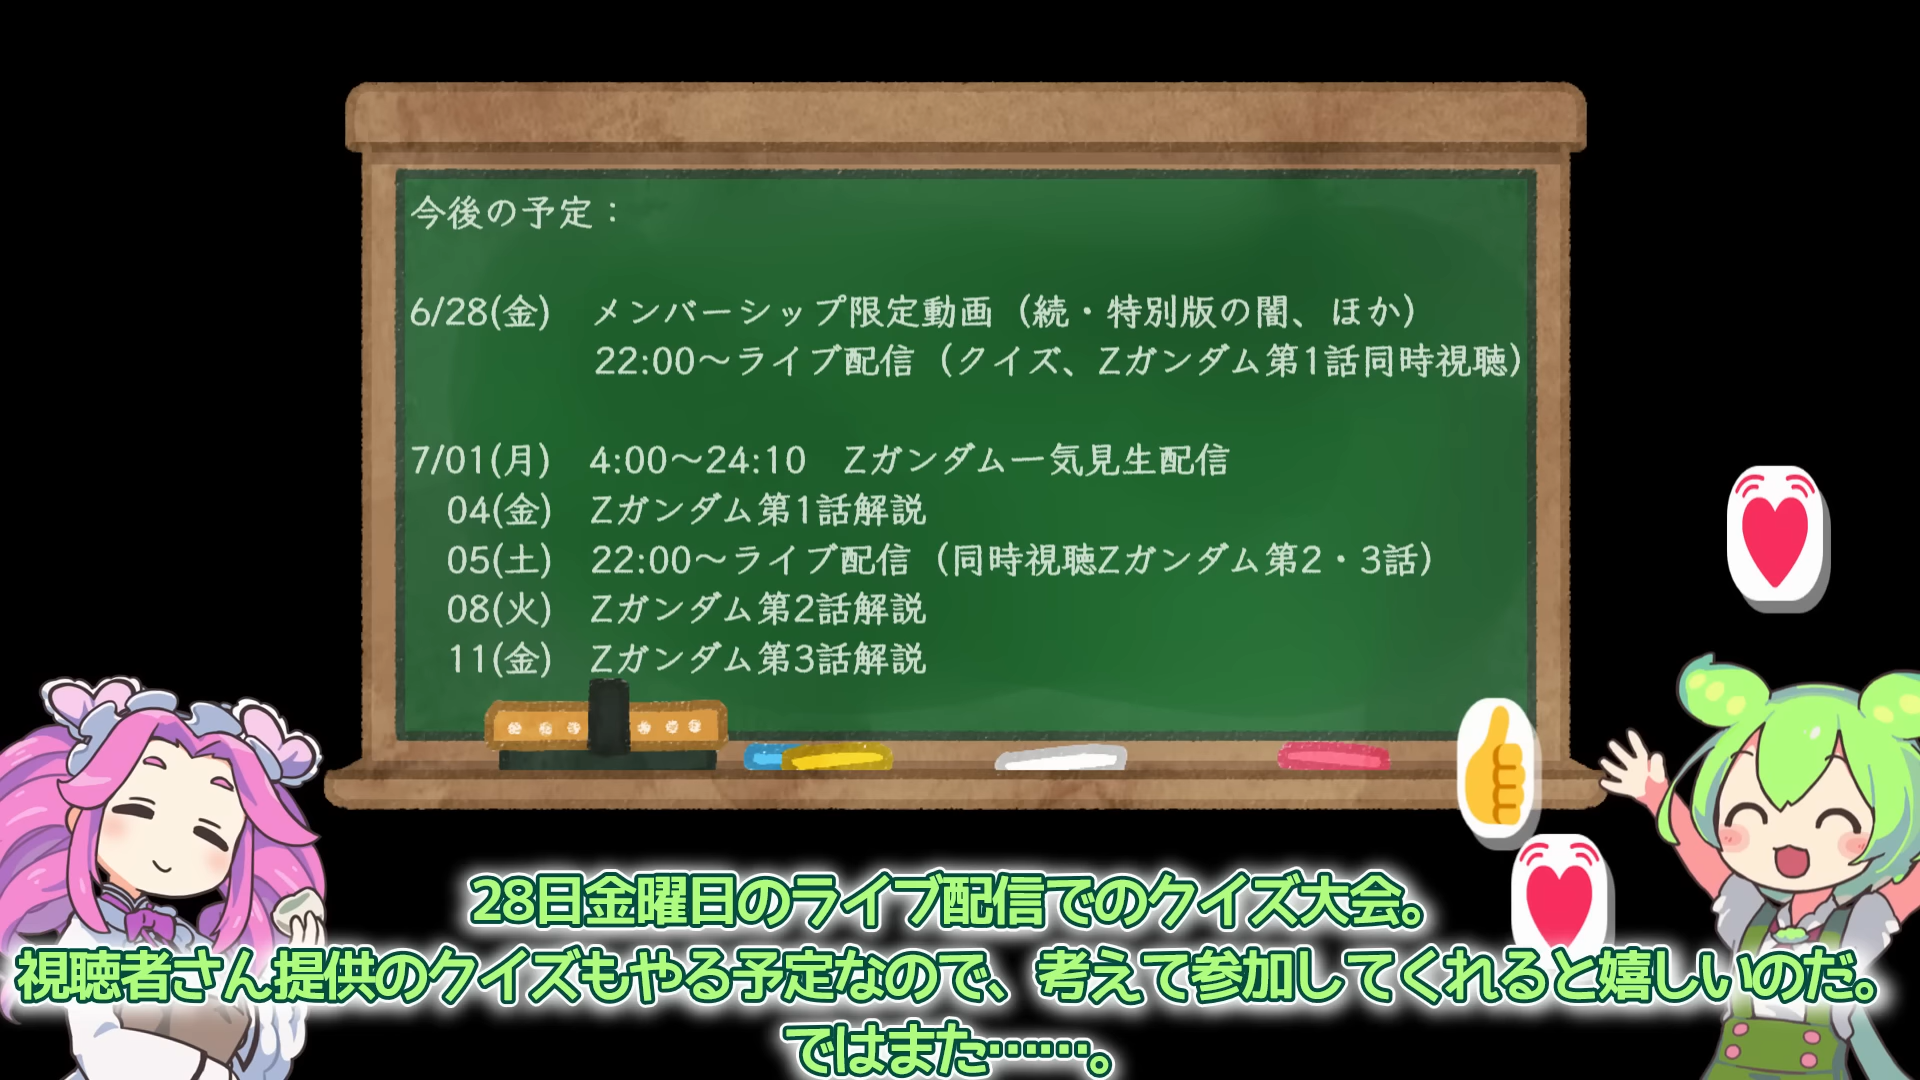 今後の予定：
6/28(金)　メンバーシップ限定動画（続・特別版の闇、ほか）
22:00～ライブ配信（クイズ、Zガンダム第1話同時視聴）
7/01(月)　4:00～24:10　Zガンダム一気見生配信
04(金)　Zガンダム第1話解説
05(土)　22:00～ライブ配信（同時視聴Zガンダム第2・3話）
08(火)　Zガンダム第2話解説
11(金)　Zガンダム第3話解説
28日金曜日のライブ配信でのクイズ大会。
視聴者さん提供のクイズもやる予定なので、考えて参加してくれると嬉しいのだ。
ではまた……。